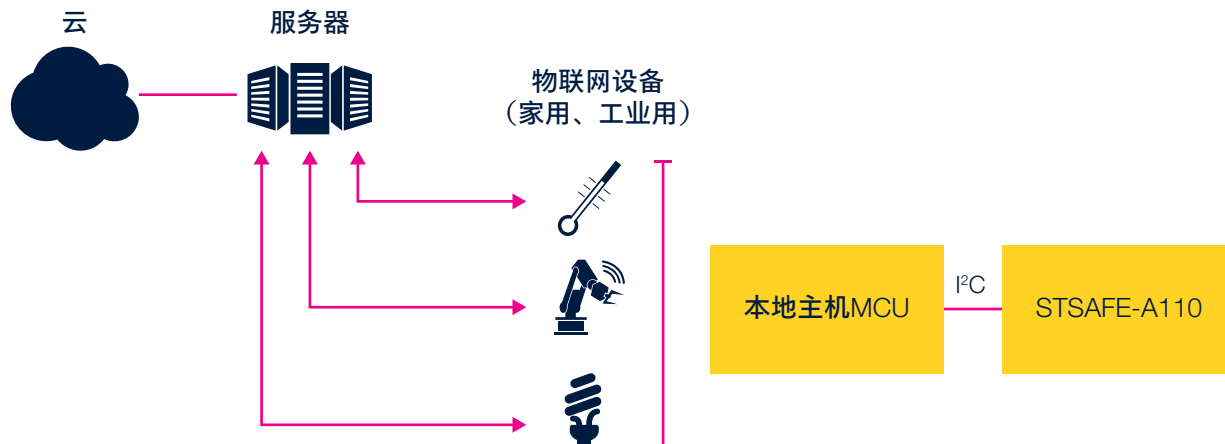 云
服务器
物联网设备
（家用、工业用）
本地主机MCU
I²C
STSAFE-A110